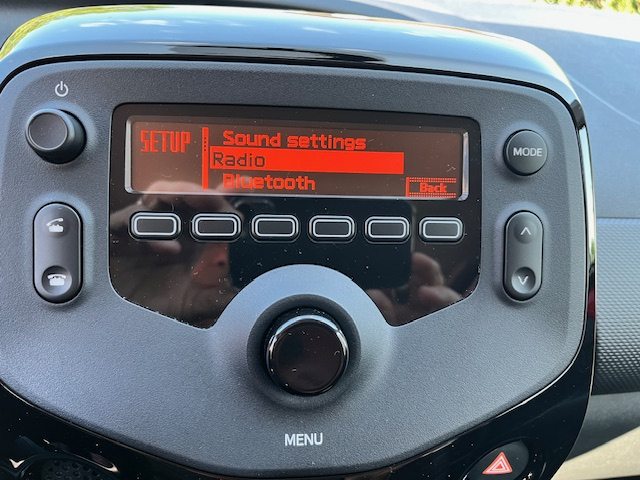 SETUP
Sound settings
Radio
Bluetooth
Back
MODE
MENU